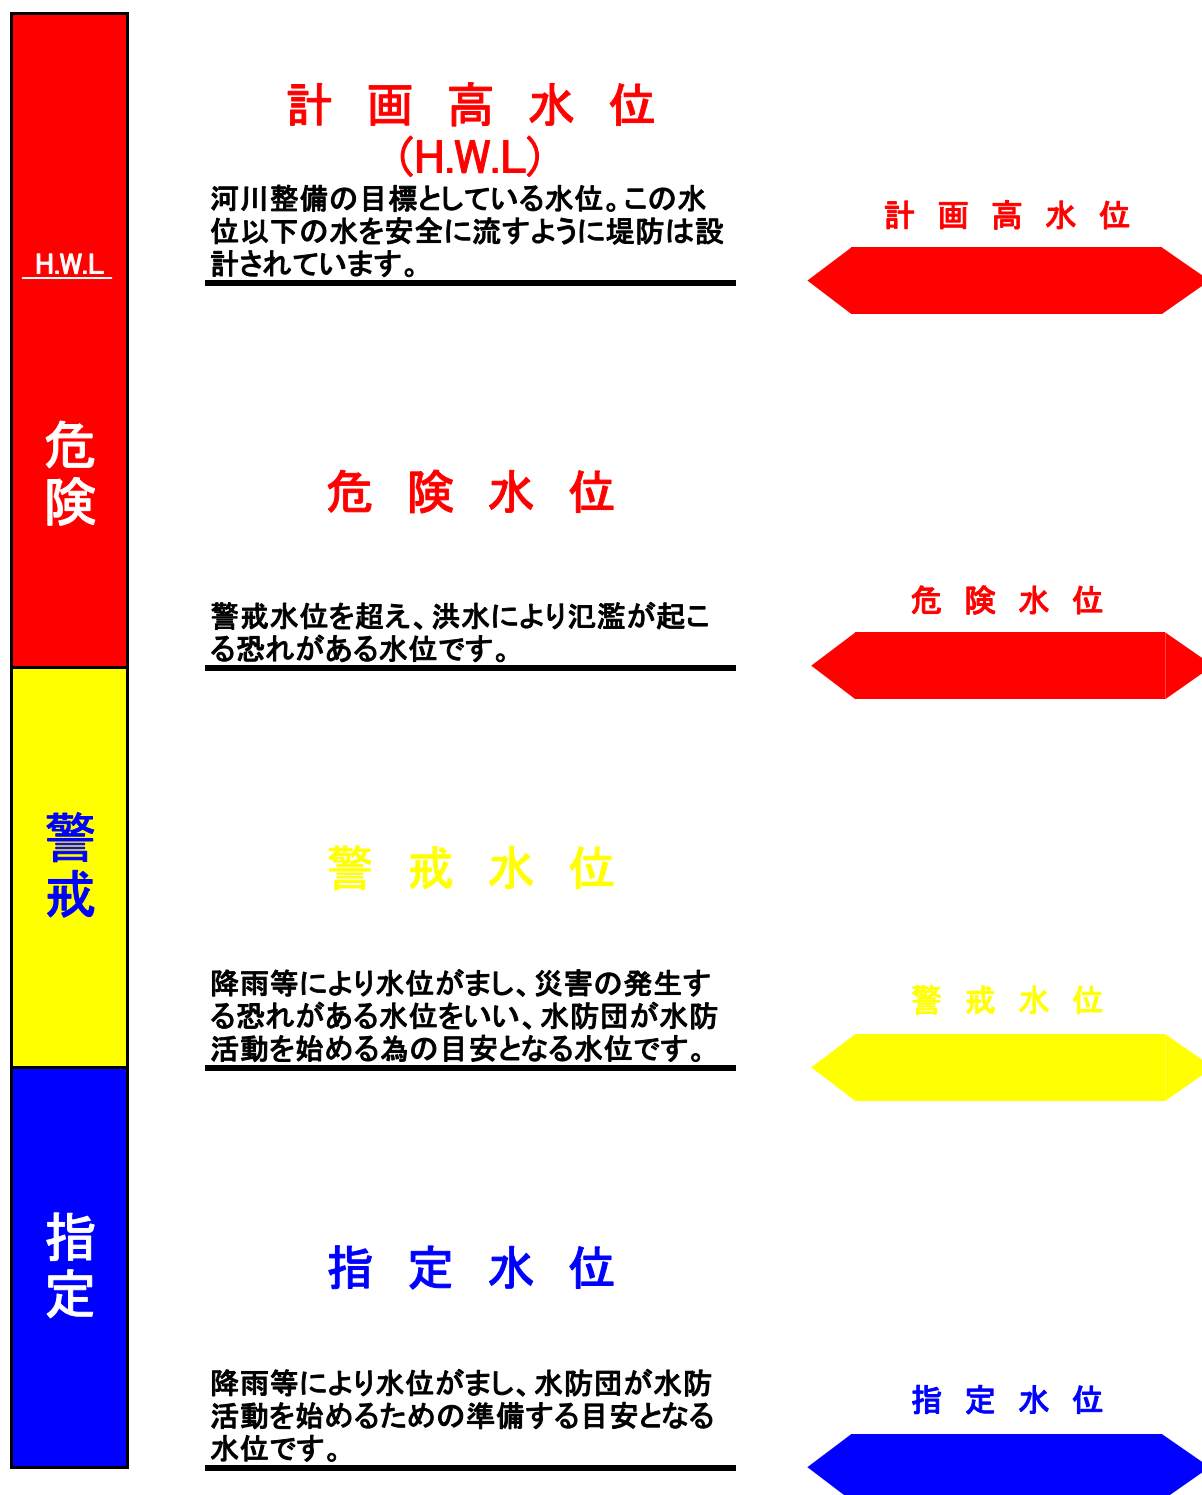 計画高水位
(H.W.L)
河川整備の目標としている水位。この水
位以下の水を安全に流すように堤防は設
計されています。
計画高水位
H.W.L
危険
危険水位
警戒水位を超え、洪水により氾濫が起こ
る恐れがある水位です。
危険水位
警戒
警戒水位
降雨等により水位がまし、災害の発生す
る恐れがある水位をいい、水防団が水防
活動を始める為の目安となる水位です。
警戒水位
指定
指定水位
降雨等により水位がまし、水防団が水防
活動を始めるための準備する目安となる
水位です。
指定水位